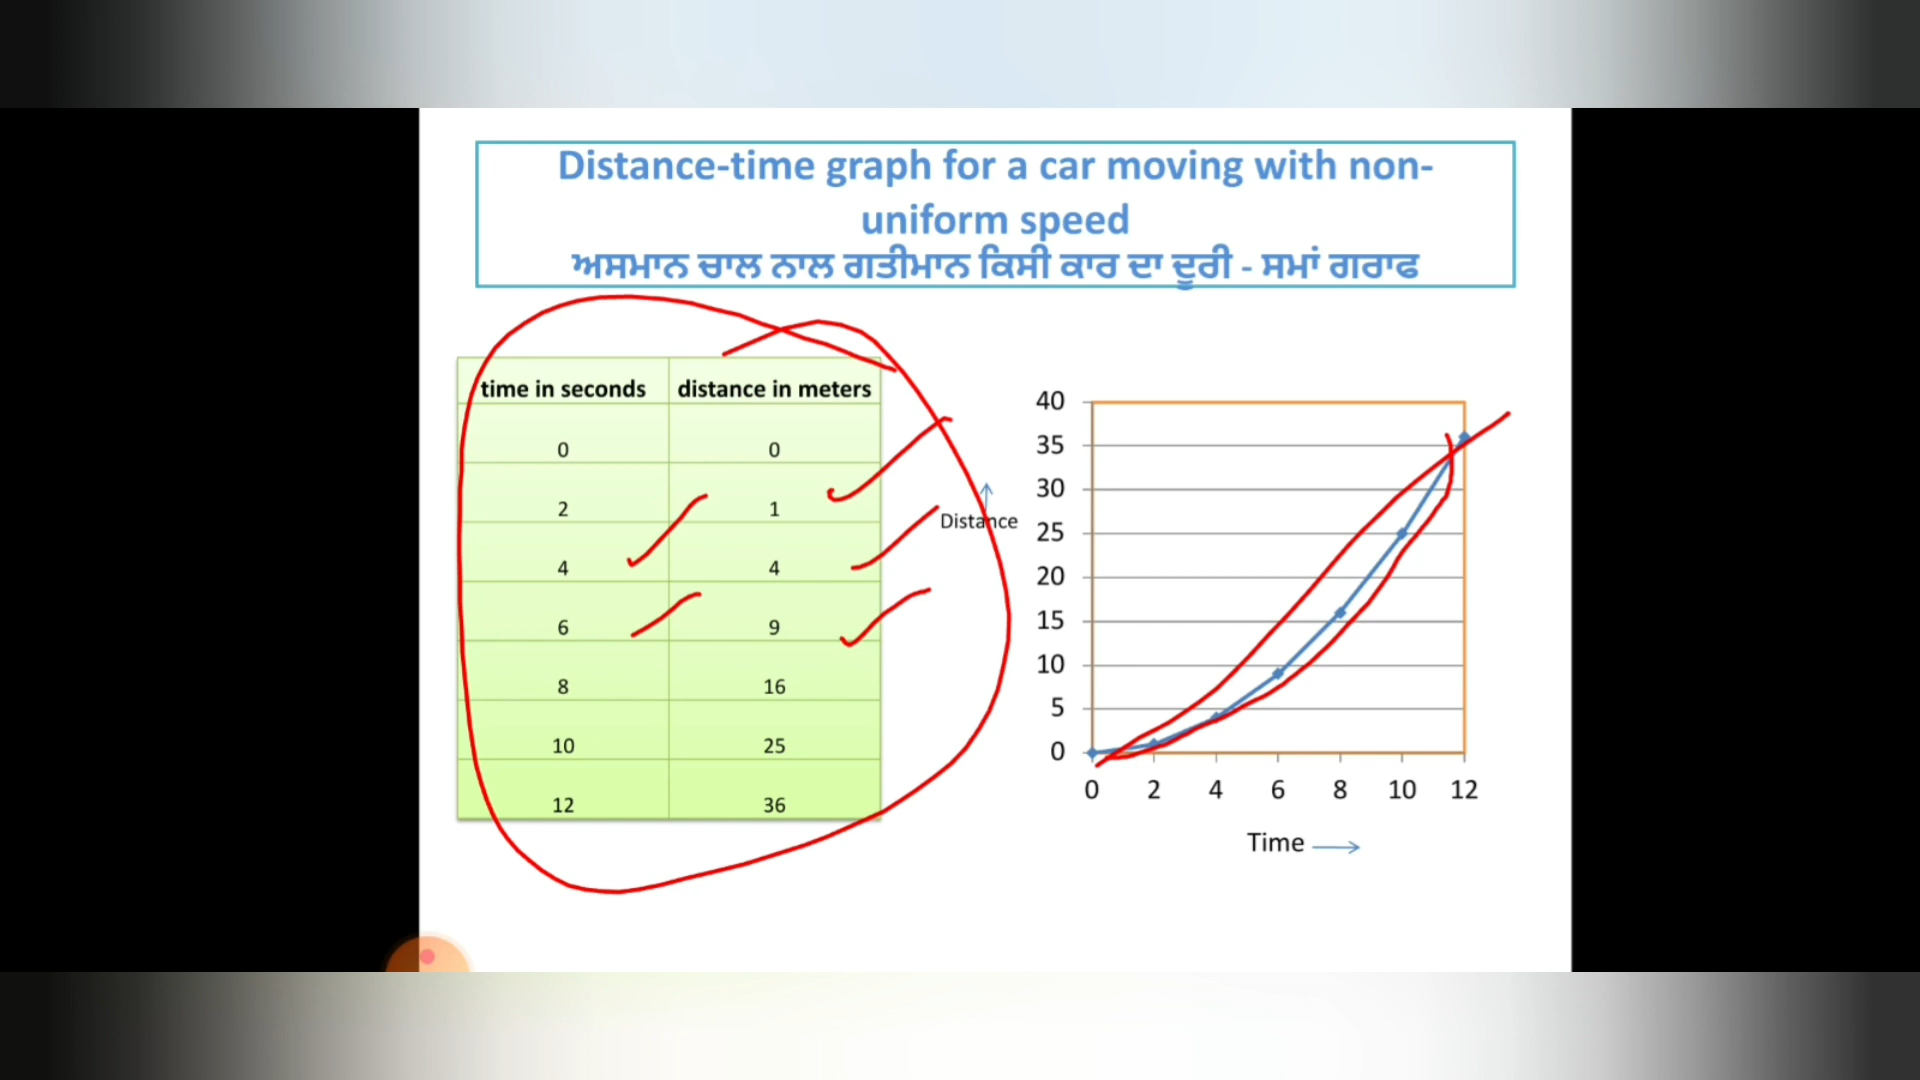 Distance-time graph for a car moving with non-
uniform speed
ਅਸਮਾਨ ਚਾਲ ਨਾਲ ਗਤੀਮਾਨ ਕਿਸੀ ਕਾਰ ਦਾ ਦੂਰੀ - ਸਮਾਂ ਗਰਾਫ
time in seconds distance in meters
0 0
2 1
4 4
6 9
8 16
10 25
12 36
Distance
40
35
30
25
20
15
10
5
0
0 2 4 6 8 10 12
Time